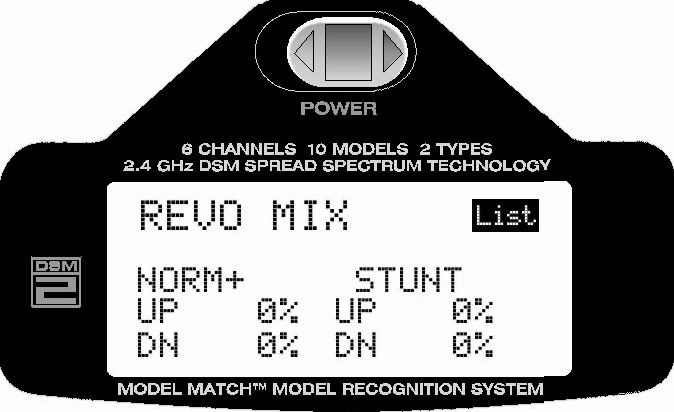 POWER
6 CHANNELS 10 MODELS 2 TYPES
2.4 GHz DSM SPREAD SPECTRUM TECHNOLOGY
REVO MIX List
DSM
2
NORM+ STUNT
UP 0% UP 0%
DN 0% DN 0%
MODEL MATCH™ MODEL RECOGNITION SYSTEM